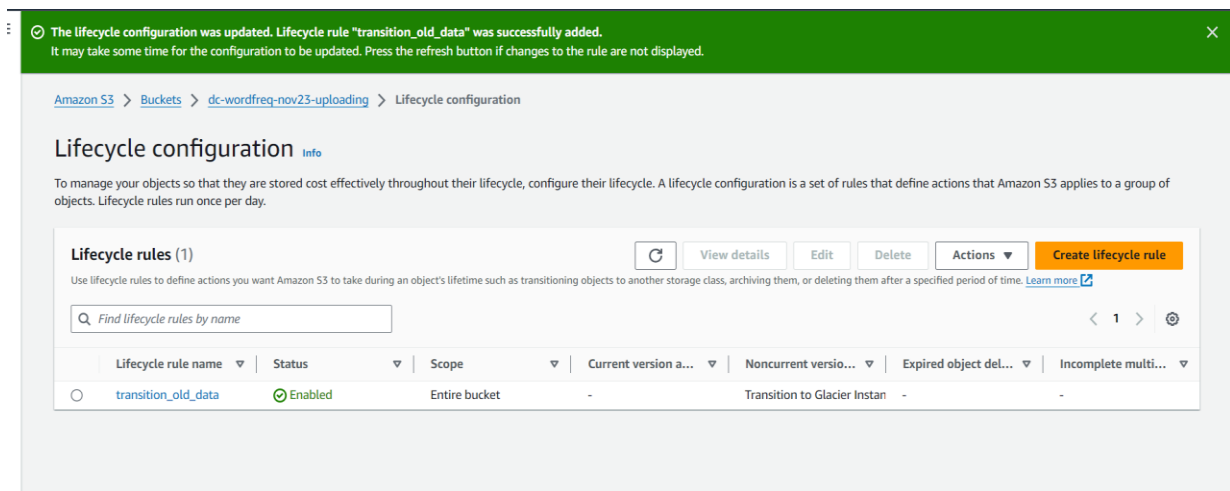 The lifecycle configuration was updated. Lifecycle rule "transition_old_data" was successfully added.
It may take some time for the configuration to be updated. Press the refresh button if changes to the rule are not displayed.
Amazon S3 > Buckets > dc-wordfreq-nov23-uploading > Lifecycle configuration
Lifecycle configuration Info
To manage your objects so that they are stored cost effectively throughout their lifecycle, configure their lifecycle. A lifecycle configuration is a set of rules that define actions that Amazon S3 applies to a group of
objects. Lifecycle rules run once per day.
Lifecycle rules (1) View details Edit Delete Actions Create lifecycle rule
Use lifecycle rules to define actions you want Amazon S3 to take during an object's lifetime such as transitioning objects to another storage class, archiving them, or deleting them after a specified period of time. Learn more
Find lifecycle rules by name < 1 >
Lifecycle rule name Status Scope Current version a... Noncurrent versio... Expired object del... Incomplete multi...
transition_old_data Enabled Entire bucket - Transition to Glacier Instan - -